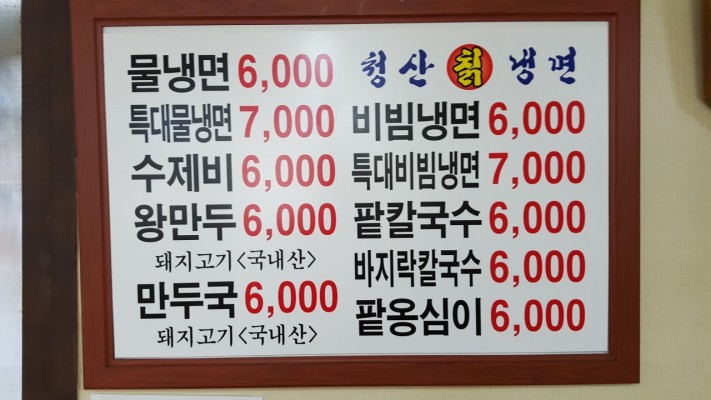 물냉면 6,000
특대물냉면 7,000
수제비 6,000
왕만두 6,000
돼지고기<국내산>
만두국 6,000
돼지고기<국내산>
청산 칡 냉면
비빔냉면 6,000
특대비빔냉면 7,000
팥칼국수 6,000
바지락칼국수 6,000
팥옹심이 6,000